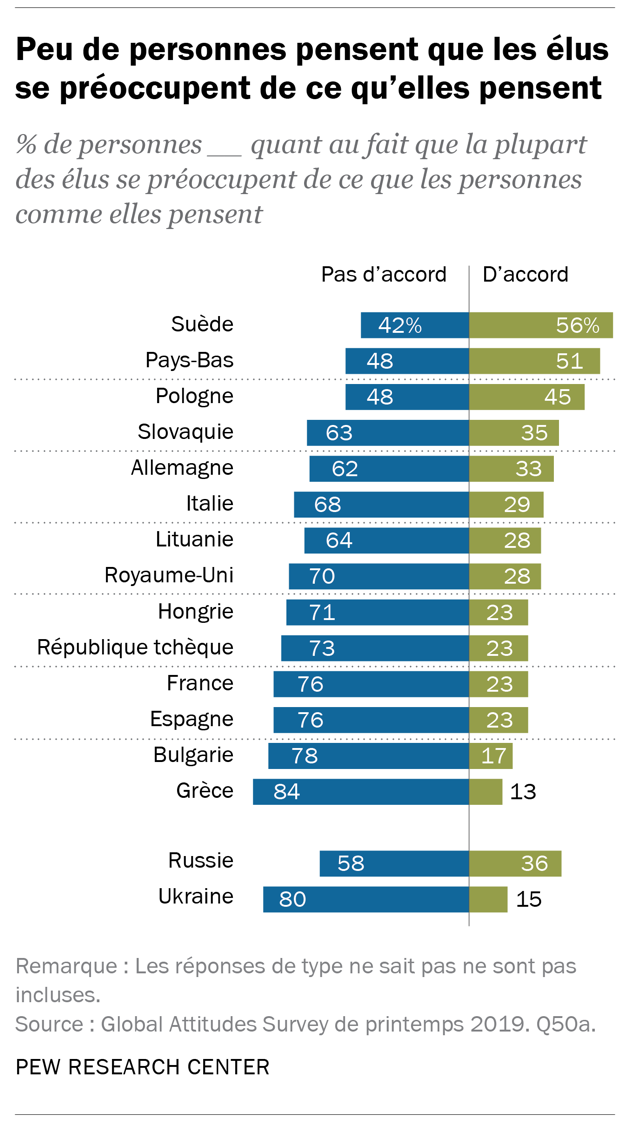 Peu de personnes pensent que les élus
se préoccupent de ce qu’elles pensent
% de personnes __ quant au fait que la plupart
des élus se préoccupent de ce que les personnes
comme elles pensent
Pas d’accord D’accord
Suède 42% 56%
Pays-Bas 48 51
Pologne 48 45
Slovaquie 63 35
Allemagne 62 33
Italie 68 29
Lituanie 64 28
Royaume-Uni 70 28
Hongrie 71 23
République tchèque 73 23
France 76 23
Espagne 76 23
Bulgarie 78 17
Grèce 84 13
Russie 58 36
Ukraine 80 15
Remarque : Les réponses de type ne sait pas ne sont pas
incluses.
Source : Global Attitudes Survey de printemps 2019. Q50a.
PEW RESEARCH CENTER